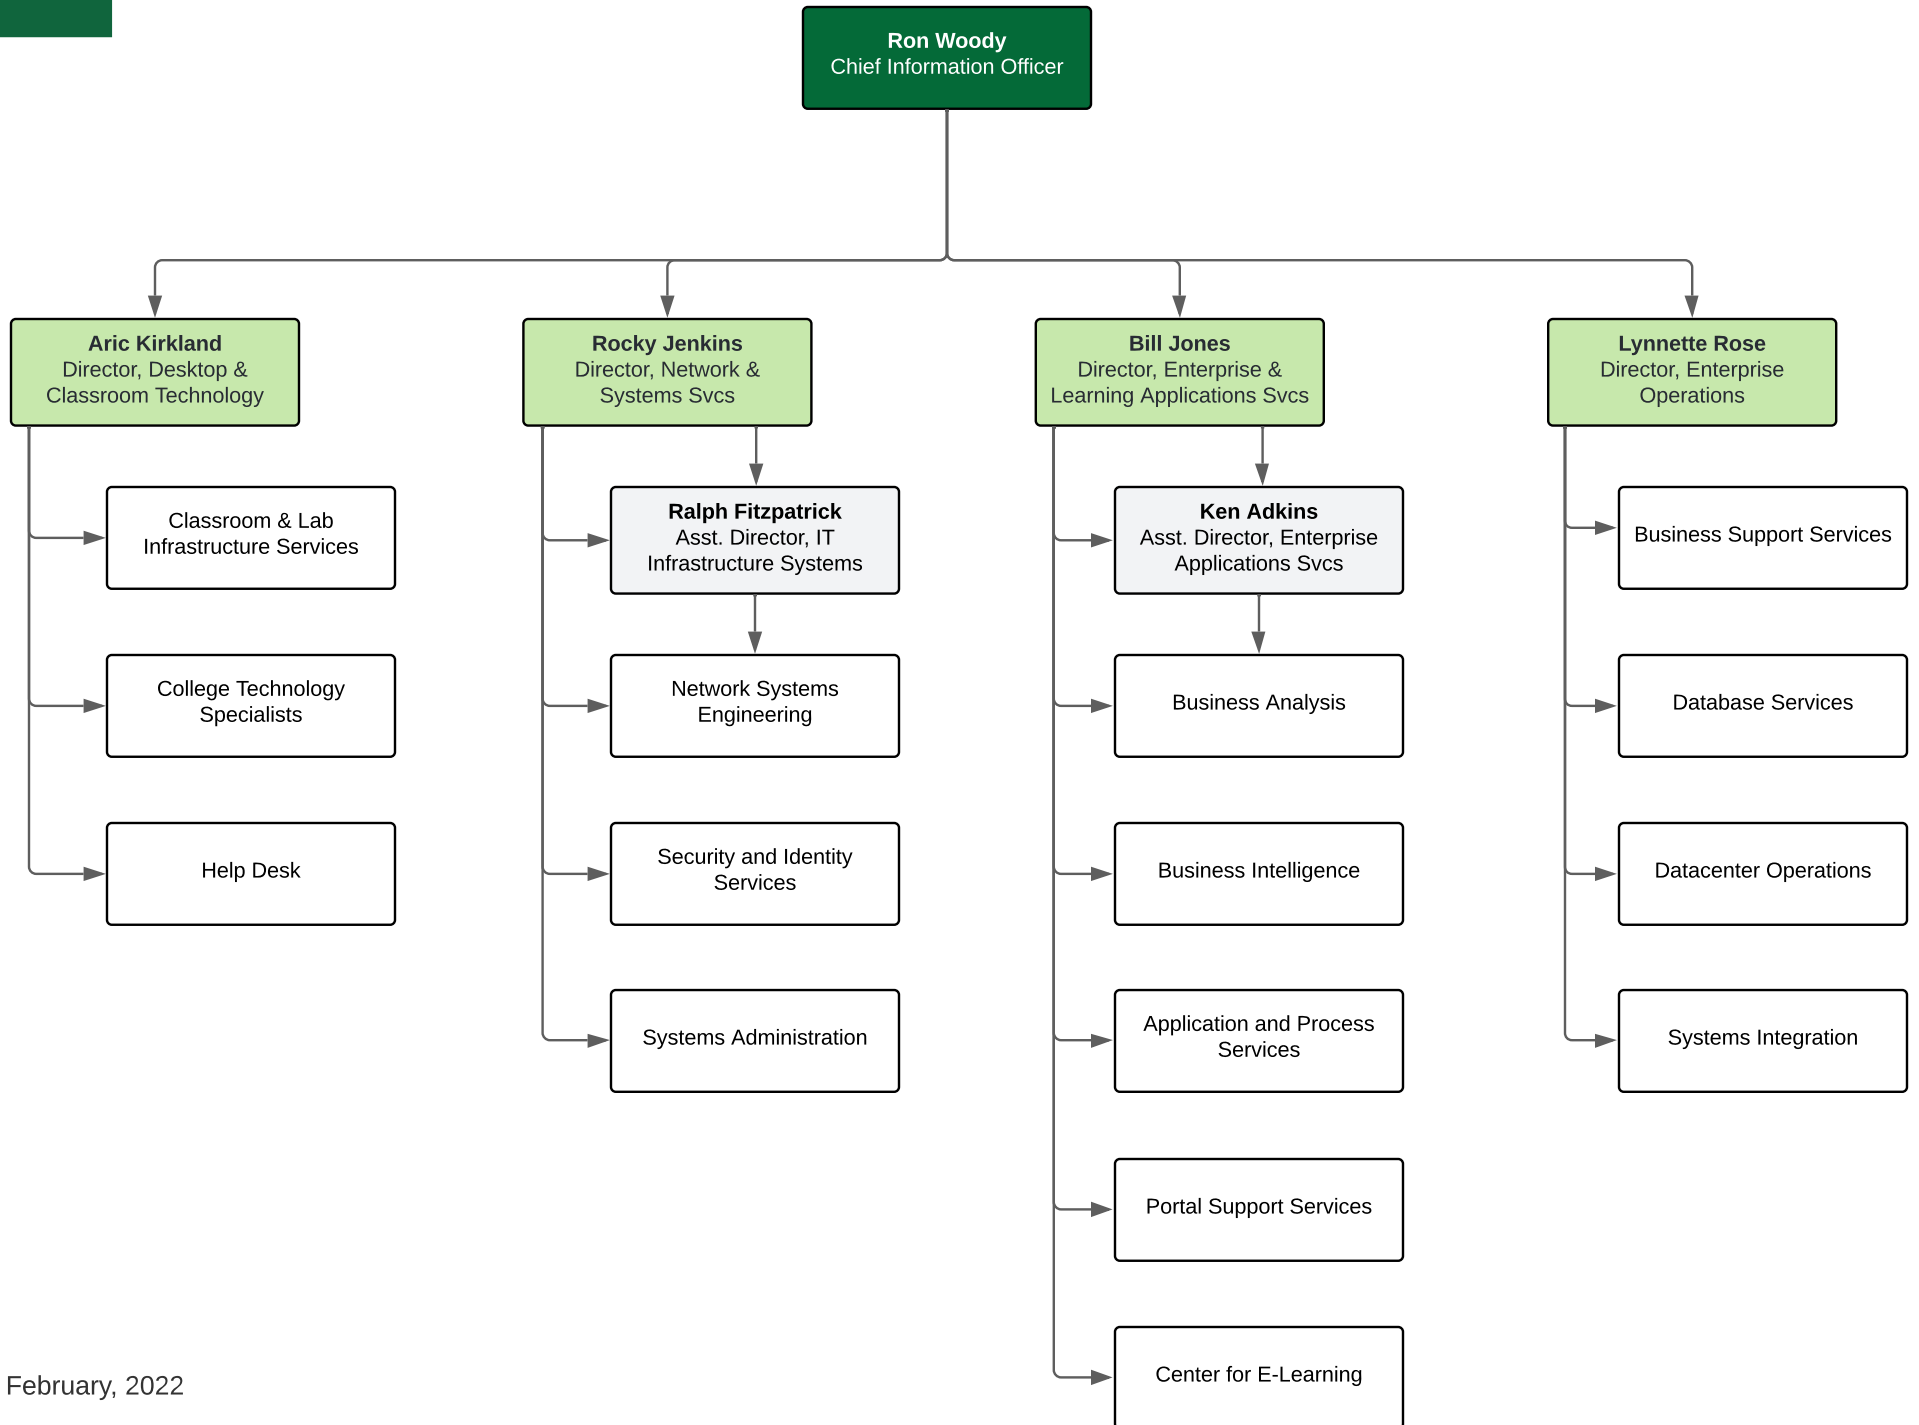 Ron Woody
Chief Information Officer
Aric Kirkland
Director, Desktop &
Classroom Technology
Rocky Jenkins
Director, Network &
Systems Svcs
Bill Jones
Director, Enterprise &
Learning Applications Svcs
Lynnette Rose
Director, Enterprise
Operations
Classroom & Lab
Infrastructure Services
College Technology
Specialists
Help Desk
Ralph Fitzpatrick
Asst. Director, IT
Infrastructure Systems
Network Systems
Engineering
Security and Identity
Services
Systems Administration
Ken Adkins
Asst. Director, Enterprise
Applications Svcs
Business Analysis
Business Intelligence
Application and Process
Services
Portal Support Services
Center for E-Learning
Business Support Services
Database Services
Datacenter Operations
Systems Integration
February, 2022